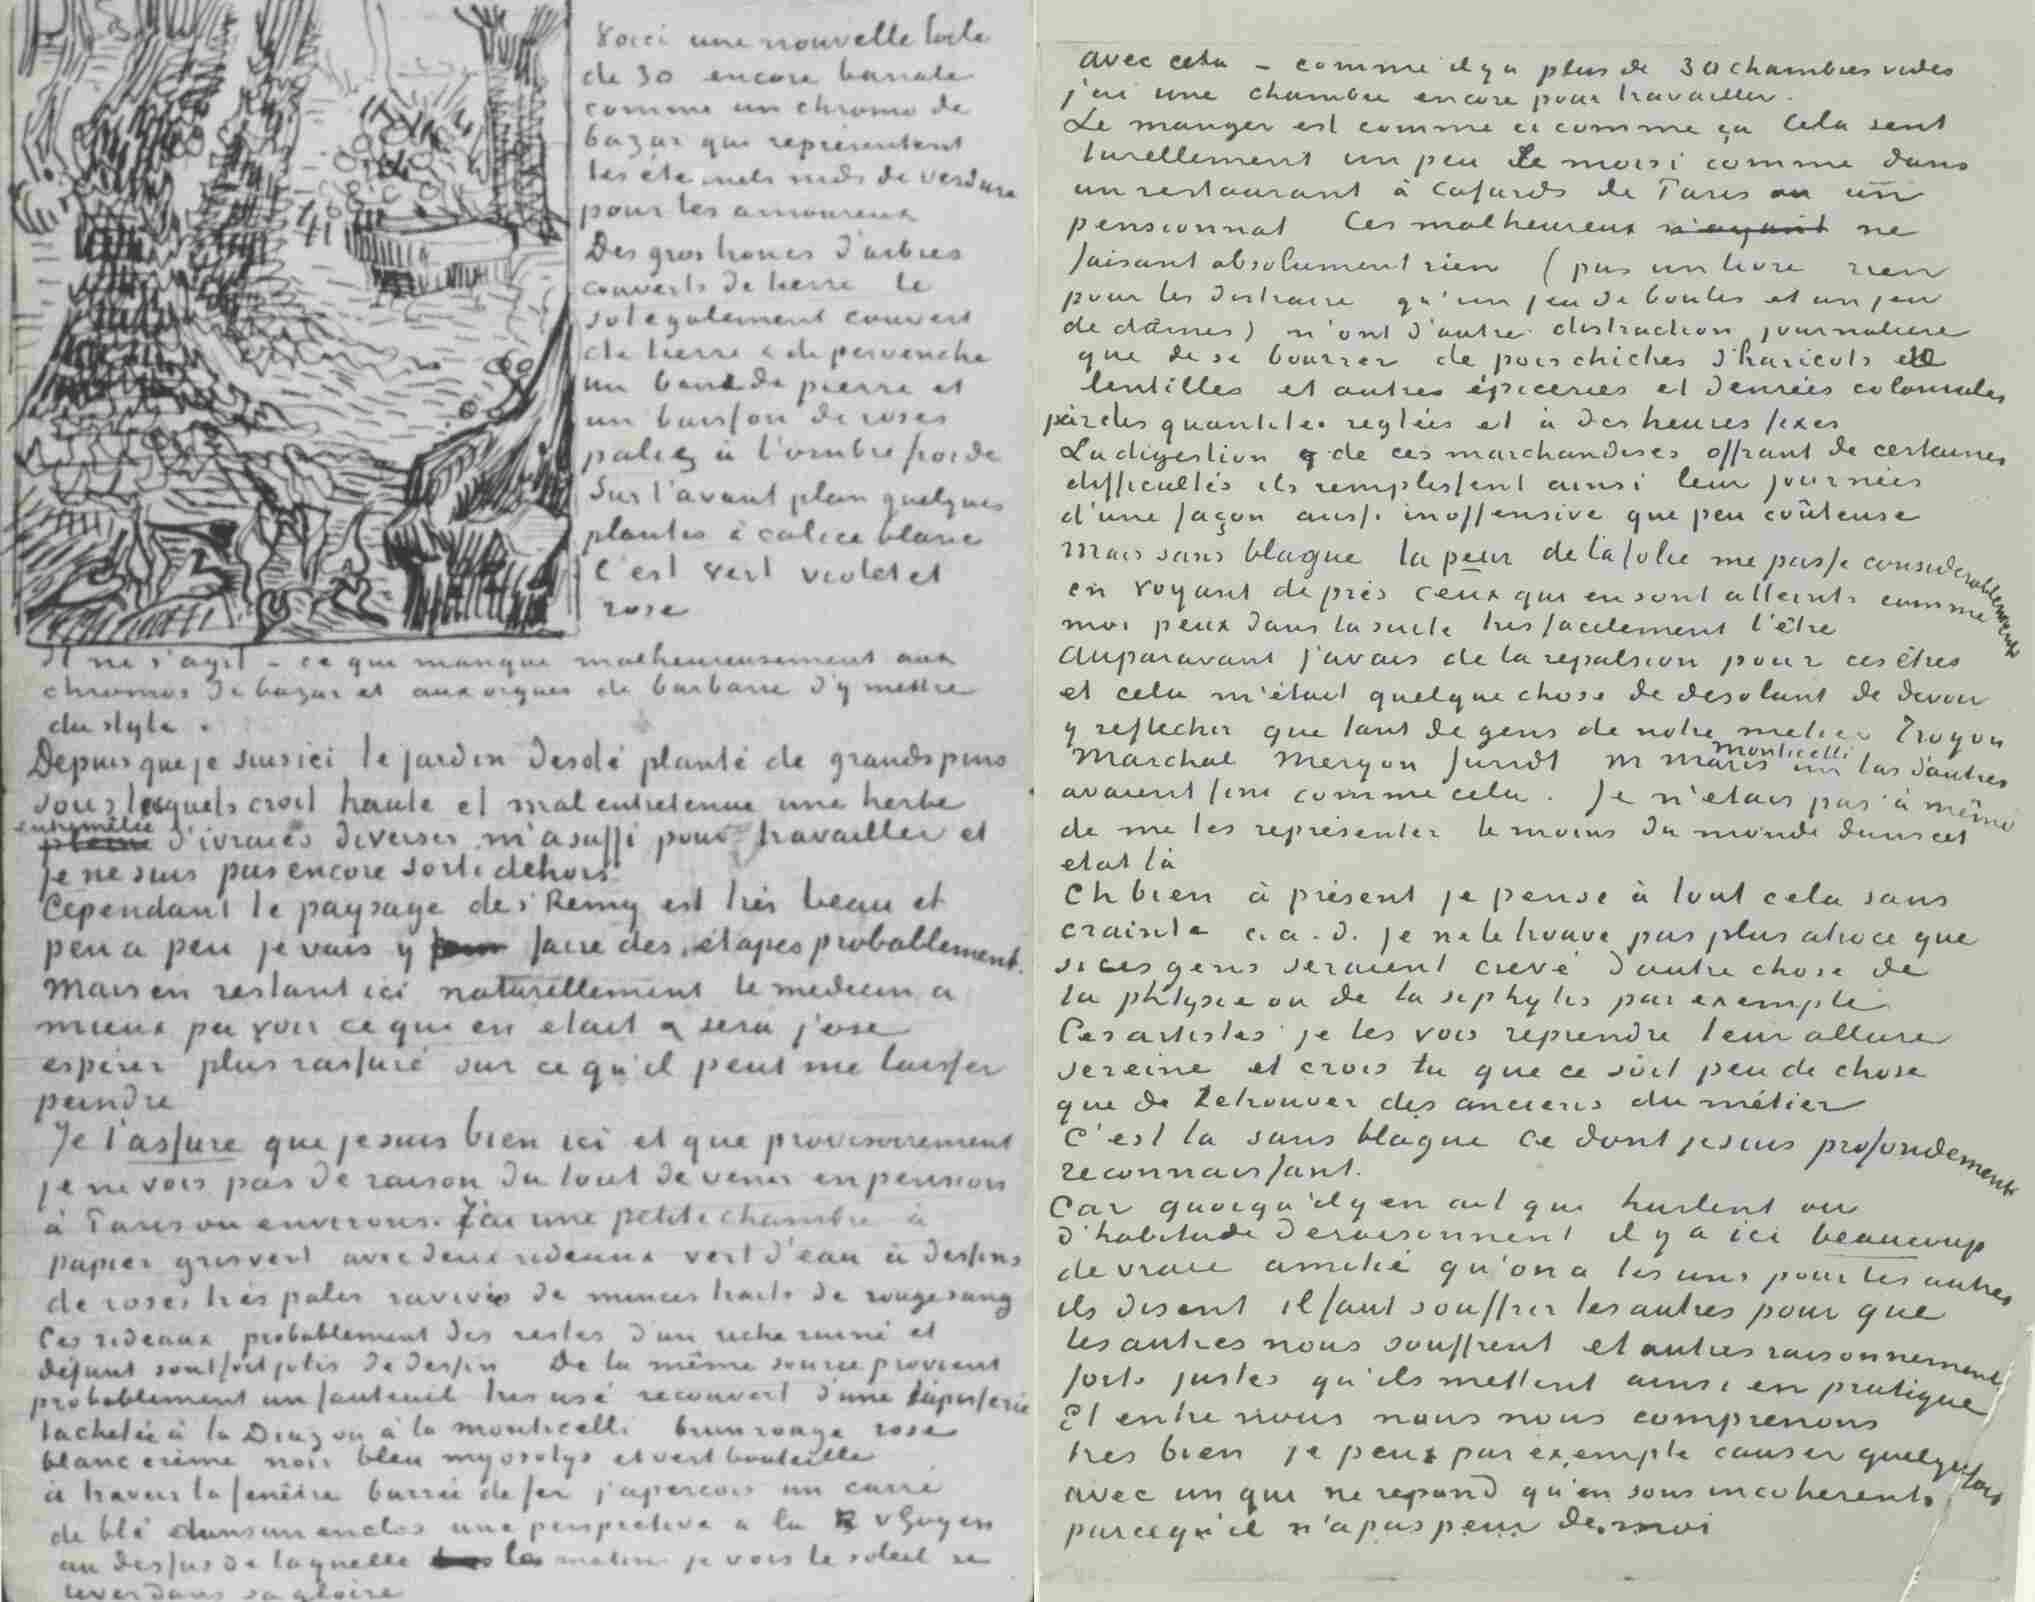 Voici une nouvelle toile
de 30 encore banale
comme un chromo de
bazar qui représentent
les éternels nids de verdure
pour les amoureux
Des gros troncs d'arbres
couverts de lierre le
sol egalement couvert
de lierre & de pervenche
un banc de pierre et
un buisson de roses
palies à l'ombre froide
Sur l'avant plan quelques
plantes à calice blanc
C'est vert violet et
rose
Il ne s'agit – ce qui manque malheureusement aux
chromos de bazar et aux orgues de barbarie d'y mettre
du style.
Depuis que je suis ici le jardin desolé planté de grands pins
sous lesquels croit haute et mal entretenue une herbe
entremêlée d'ivraies diverses m'a suffi pour travailler et
je ne suis pas encore sorti dehors.
Cependant le paysage de St Remy est très beau et
peu a peu je vais y faire des étapes probablement.
Mais en restant ici naturellement le medecin a
mieux pu voir ce qui en etait & sera j'ose
espérer plus rassuré sur ce qu'il peut me laisser
peindre
Je t'assure que je suis bien ici et que provisoirement
je ne vois pas de raison du tout de venir en pension
à Paris ou environs. J'ai une petite chambre à
papier gris vert avec deux rideaux vert d'eau à dessins
de roses très pales ravivés de minces traits de rouge sang
Ces rideaux probablement des restes d'un riche ruiné et
défunt sont fort jolis de dessin De la même source provient
probablement un fauteuil tres usé recouvert d'une tapisserie
tachetée à la Diaz ou à la Monticelli brun rouge rose
blanc crème noir bleu myosotys et vert bouteille
à travers la fenêtre barrée de fer j'aperçois un carré
de blé dans un enclos une perspective a la v Goyen
au dessus de laquelle les matins je vois le soleil se
lever dans sa gloire
avec cela – comme il y a plus de 30 chambres vides
j'ai une chambre encore pour travailler.
Le manger est comme ci comme ça Cela sent
turellement un peu le moisi comme dans
un restaurant à cafards de Paris ou un
pensionnat Ces malheureux n'ayant ne
faisant absolument rien (pas un livre rien
pour les distraire qu'un jeu de boules et un jeu
de dames) n'ont d'autre distraction journaliere
que de se bourrer de pois chiches d'haricots et
lentilles et autres épiceries et denrées coloniales
par des quantités reglées et à des heures fixes
La digestion de ces marchandises offrant de certaines
difficultés ils remplissent ainsi leur journées
d'une façon aussi inoffensive que peu coûteuse
Mais sans blague la peur de la folie me passe considerablement
en voyant de près ceux qui en sont atteints comme
moi peux dans la suite tres facilement l'être
Auparavant j'avais de la repulsion pour ces êtres
et cela m'était quelque chose de desolant de devoir
y reflechir que tant de gens de notre metier Troyon
Marchal Meryon Jundt M Maris Monticelli un tas d'autres
avaient fini comme cela. Je n'etais pas à même
de me les représenter le moins du monde dans cet
etat là
Eh bien à présent je pense à tout cela sans
crainte c.a.d. je ne le trouve pas plus atroce que
si ces gens seraient crevé d'autre chose de
la phtysie ou de la siphylis par exemple
Ces artistes je les vois reprendre leur allure
sereine et crois tu que ce soit peu de chose
que de retrouver des anciens du métier
C'est là sans blague ce dont je suis profondement
reconnaissant.
Car quoiqu'il y en ait qui hurlent ou
d'habitude deraisonnent il y a ici beaucoup
de vraie amitié qu'on a les uns pour les autres
ils disent il faut souffrir les autres pour que
les autres nous souffrent et autres raisonnement
forts justes qu'ils mettent ainsi en pratique
Et entre nous nous nous comprenons
tres bien je peux par exemple causer quelquefois
avec un qui ne repond qu'en sons incoherents
parcequ'il n'a pas peur de moi